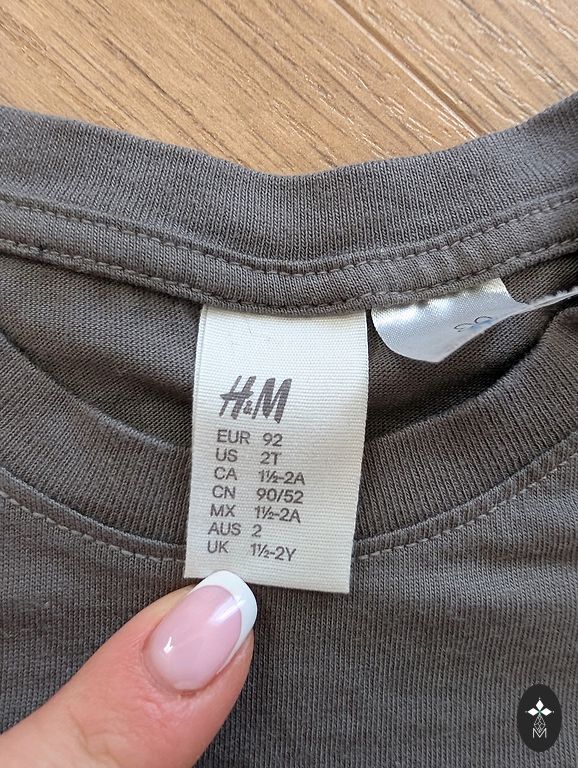 H&M
EUR 92
US 2T
CA 1½-2A
CN 90/52
MX 1½-2A
AUS 2
UK 1½-2Y
M